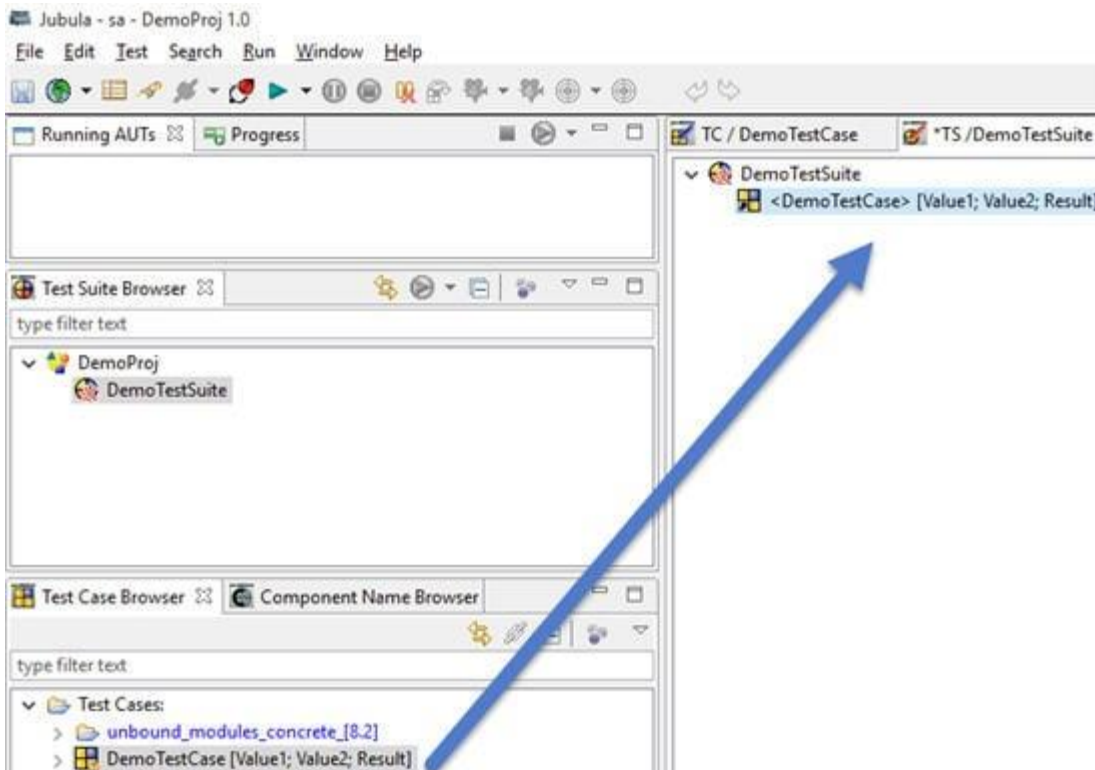 Jubula - sa - DemoProj 1.0
File Edit Test Search Run Window Help
Running AUTs Progress
TC / DemoTestCase *TS /DemoTestSuite
DemoTestSuite
<DemoTestCase> [Value1; Value2; Result]
Test Suite Browser
type filter text
DemoProj
DemoTestSuite
Test Case Browser Component Name Browser
type filter text
Test Cases:
unbound_modules_concrete_[8.2]
DemoTestCase [Value1; Value2; Result]